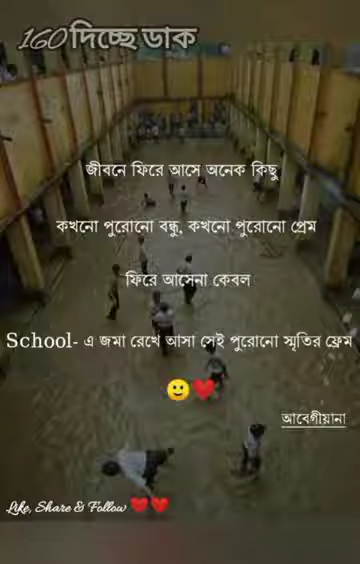 160 দিচ্ছে ডাক
জীবনে ফিরে আসে অনেক কিছু
কখনো পুরোনো বন্ধু, কখনো পুরোনো প্রেম
ফিরে আসেনা কেবল
School- এ জমা রেখে আসা সেই পুরোনো স্মৃতির ফ্রেম
🙂❤️
আবেগীয়ানা
Like, Share & Follow ❤️❤️